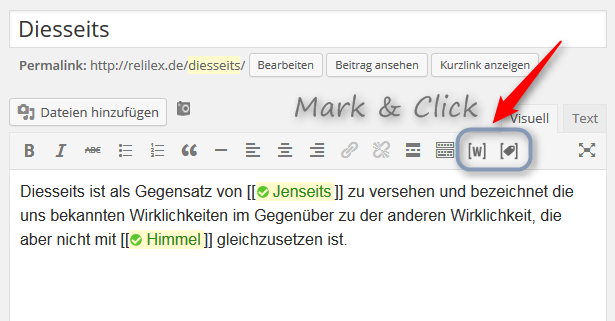 Diesseits
Permalink: http://relilex.de/diesseits/ Bearbeiten Beitrag ansehen Kurzlink anzeigen
Dateien hinzufügen Mark & Click Visuell Text
B I ABC [w]
Diesseits ist als Gegensatz von [[ Jenseits ]] zu versehen und bezeichnet die
uns bekannten Wirklichkeiten im Gegenüber zu der anderen Wirklichkeit, die
aber nicht mit [[ Himmel ]] gleichzusetzen ist.